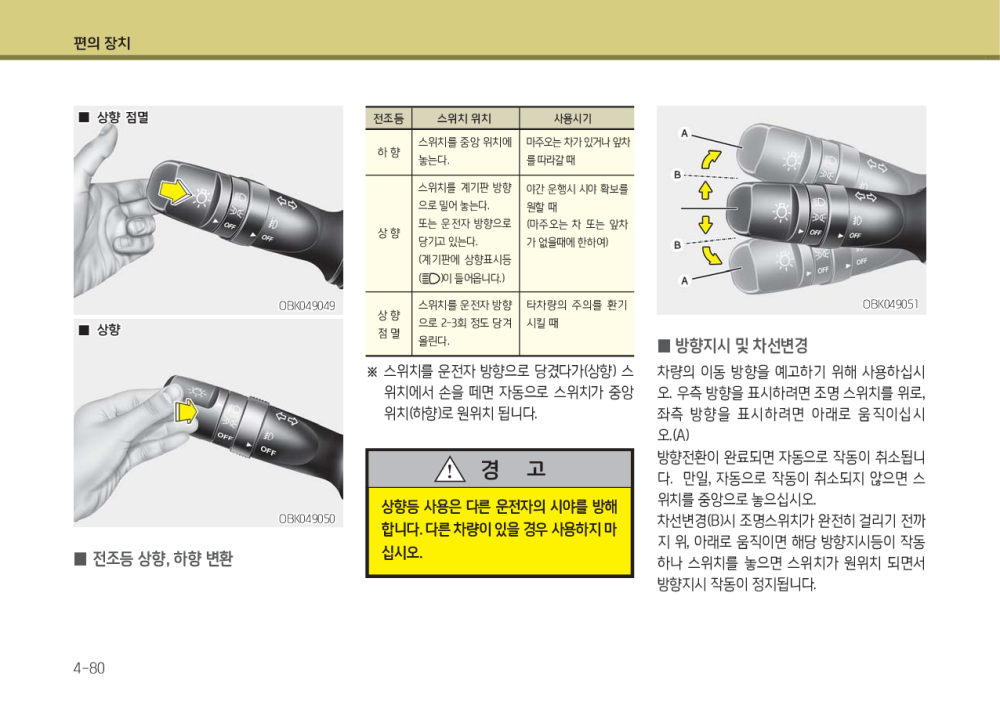 편의 장치
■ 상향 점멸
OFF
OFF
OBK049049
■ 상향
OFF
OFF
OBK049050
■ 전조등 상향, 하향 변환
전조등 스위치 위치 사용시기
하 향
스위치를 중앙 위치에
놓는다.
마주오는 차가 있거나 앞차
를 따라갈 때
상 향
스위치를 계기판 방향
으로 밀어 놓는다.
또는 운전자 방향으로
당기고 있는다.
(계기판에 상향표시등
( )이 들어옵니다.)
야간 운행시 시야 확보를
원할 때
(마주오는 차 또는 앞차
가 없을때에 한하여)
상 향
점 멸
스위치를 운전자 방향
으로 2-3회 정도 당겨
올린다.
타차량의 주의를 환기
시킬 때
※ 스위치를 운전자 방향으로 당겼다가(상향) 스
위치에서 손을 떼면 자동으로 스위치가 중앙
위치(하향)로 원위치 됩니다.
경 고
상향등 사용은 다른 운전자의 시야를 방해
합니다. 다른 차량이 있을 경우 사용하지 마
십시오.
A
B
B
A
OFF
OFF
OFF
OFF
OBK049051
■ 방향지시 및 차선변경
차량의 이동 방향을 예고하기 위해 사용하십시
오. 우측 방향을 표시하려면 조명 스위치를 위로,
좌측 방향을 표시하려면 아래로 움직이십시
오.(A)
방향전환이 완료되면 자동으로 작동이 취소됩니
다. 만일, 자동으로 작동이 취소되지 않으면 스
위치를 중앙으로 놓으십시오.
차선변경(B)시 조명스위치가 완전히 걸리기 전까
지 위, 아래로 움직이면 해당 방향지시등이 작동
하나 스위치를 놓으면 스위치가 원위치 되면서
방향지시 작동이 정지됩니다.
4-80